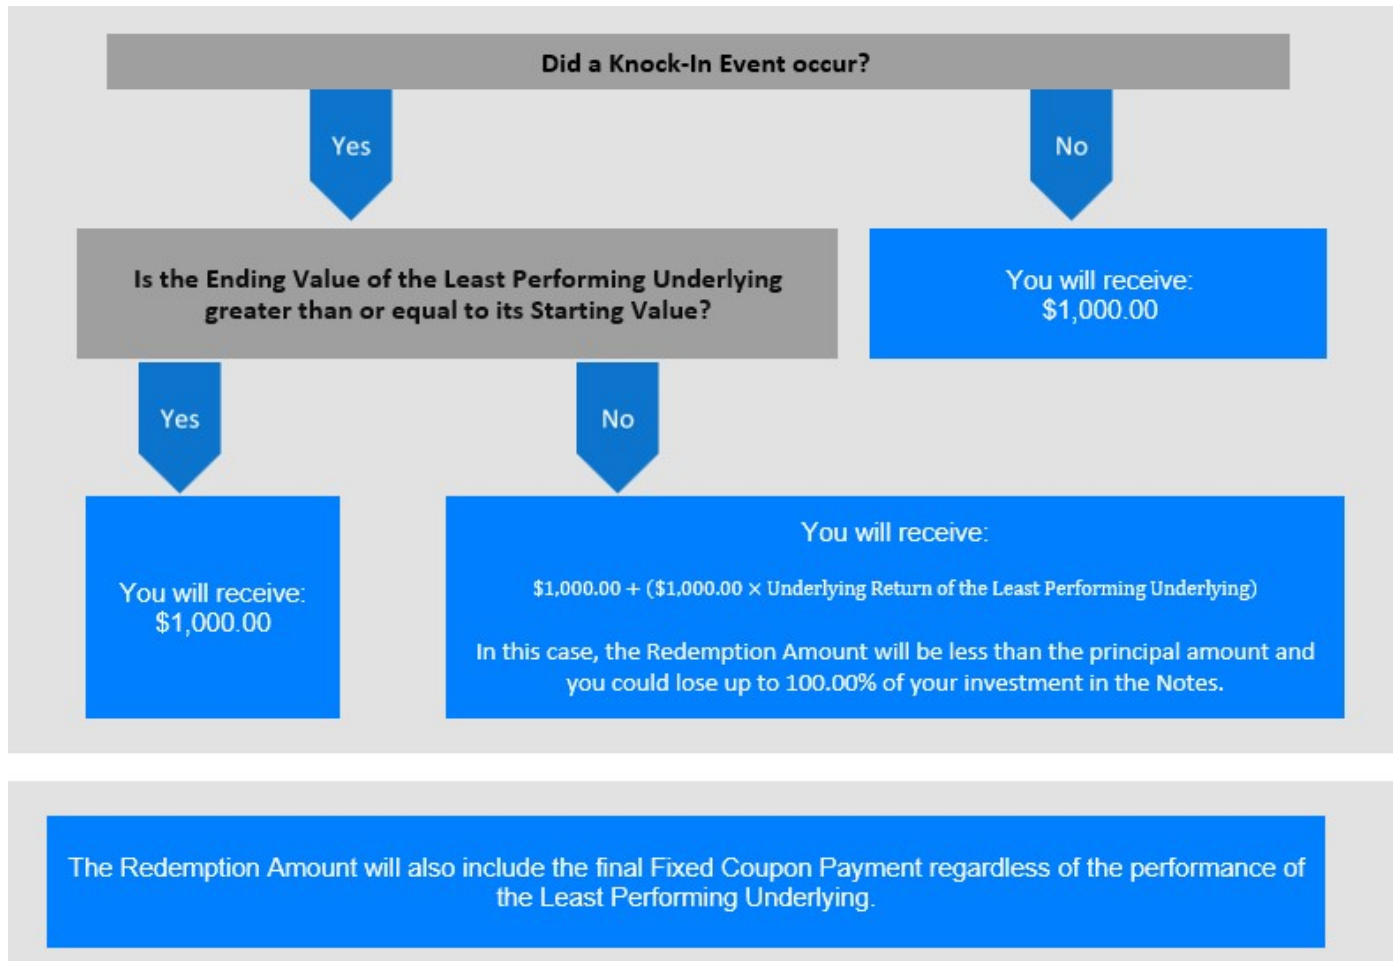 Did a Knock-In Event occur?
Yes
No
Is the Ending Value of the Least Performing Underlying
greater than or equal to its Starting Value?
You will receive:
$1,000.00
Yes
No
You will receive:
$1,000.00
You will receive:
$1,000.00 + ($1,000.00 × Underlying Return of the Least Performing Underlying)
In this case, the Redemption Amount will be less than the principal amount and
you could lose up to 100.00% of your investment in the Notes.
The Redemption Amount will also include the final Fixed Coupon Payment regardless of the performance of
the Least Performing Underlying.